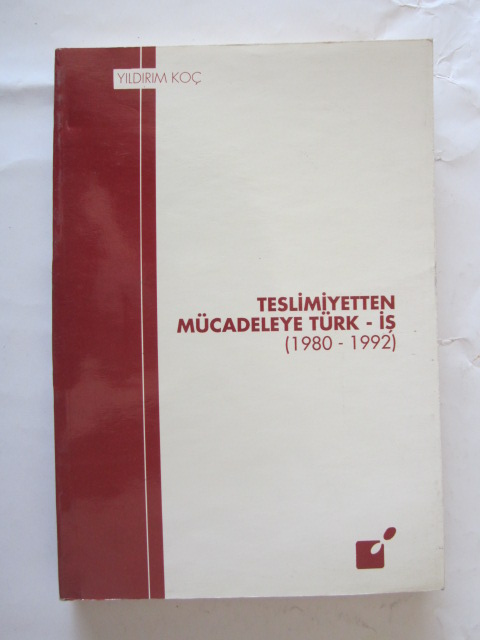 YILDIRIM KOÇ
TESLİMİYETTEN
MÜCADELEYE TÜRK - İŞ
(1980 - 1992)